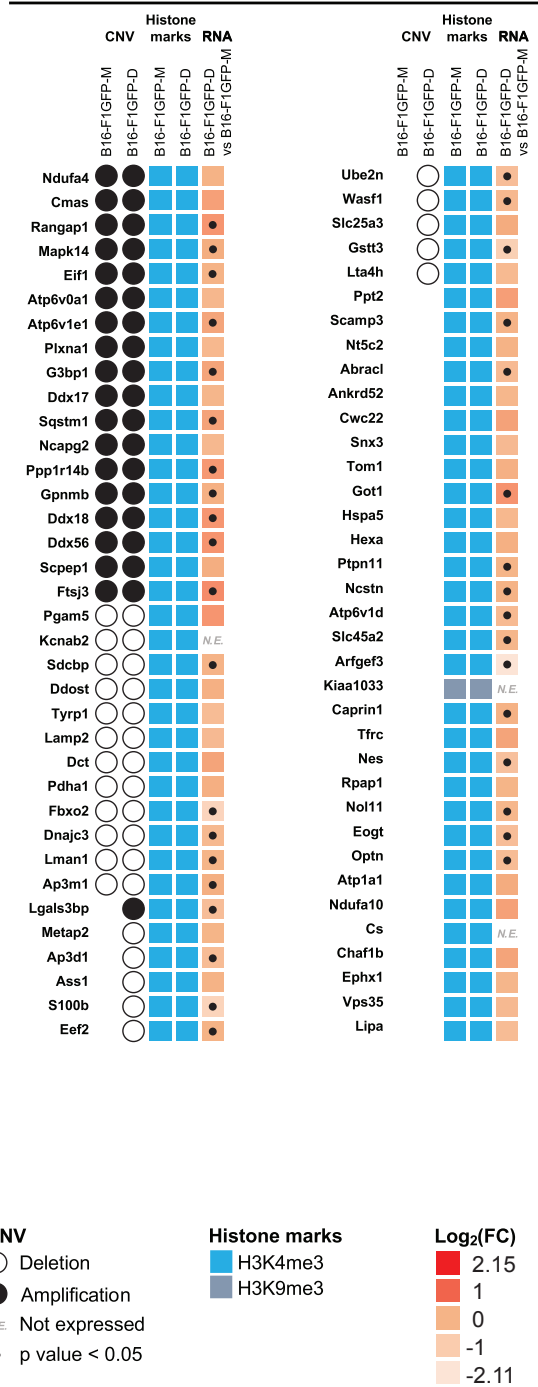 CNV Histone marks RNA
B16-F1GFP-M
B16-F1GFP-D
B16-F1GFP-M
B16-F1GFP-D
B16-F1GFP-D
vs B16-F1GFP-M
Ndufa4
Cmas
Rangap1
Mapk14
Eif1
Atp6v0a1
Atp6v1e1
Plxna1
G3bp1
Ddx17
Sqstm1
Ncapg2
Ppp1r14b
Gpnmb
Ddx18
Ddx56
Scpep1
Ftsj3
Pgam5
Kcnab2 N.E.
Sdcbp
Ddost
Tyrp1
Lamp2
Dct
Pdha1
Fbxo2
Dnajc3
Lman1
Ap3m1
Lgals3bp
Metap2
Ap3d1
Ass1
S100b
Eef2
CNV Histone marks RNA
B16-F1GFP-M
B16-F1GFP-D
B16-F1GFP-M
B16-F1GFP-D
B16-F1GFP-D
vs B16-F1GFP-M
Ube2n
Wasf1
Slc25a3
Gstt3
Lta4h
Ppt2
Scamp3
Nt5c2
Abracl
Ankrd52
Cwc22
Snx3
Tom1
Got1
Hspa5
Hexa
Ptpn11
Ncstn
Atp6v1d
Slc45a2
Arfgef3
Kiaa1033 N.E.
Caprin1
Tfrc
Nes
Rpap1
Nol11
Eogt
Optn
Atp1a1
Ndufa10
Cs N.E.
Chaf1b
Ephx1
Vps35
Lipa
NV
Deletion
Amplification
E. Not expressed
p value < 0.05
Histone marks
H3K4me3
H3K9me3
Log₂(FC)
2.15
1
0
-1
-2.11